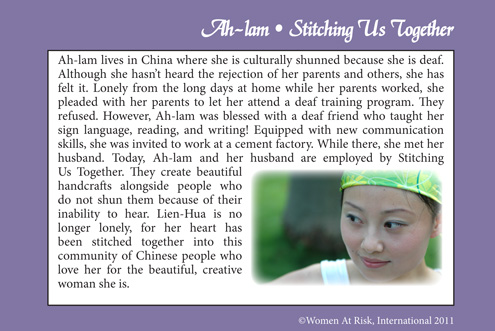 Ah-lam • Stitching Us Together
Ah-lam lives in China where she is culturally shunned because she is deaf.
Although she hasn't heard the rejection of her parents and others, she has
felt it. Lonely from the long days at home while her parents worked, she
pleaded with her parents to let her attend a deaf training program. They
refused. However, Ah-lam was blessed with a deaf friend who taught her
sign language, reading, and writing! Equipped with new communication
skills, she was invited to work at a cement factory. While there, she met her
husband. Today, Ah-lam and her husband are employed by Stitching
Us Together. They create beautiful
handcrafts alongside people who
do not shun them because of their
inability to hear. Lien-Hua is no
longer lonely, for her heart has
been stitched together into this
community of Chinese people who
love her for the beautiful, creative
woman she is.
©Women At Risk, International 2011